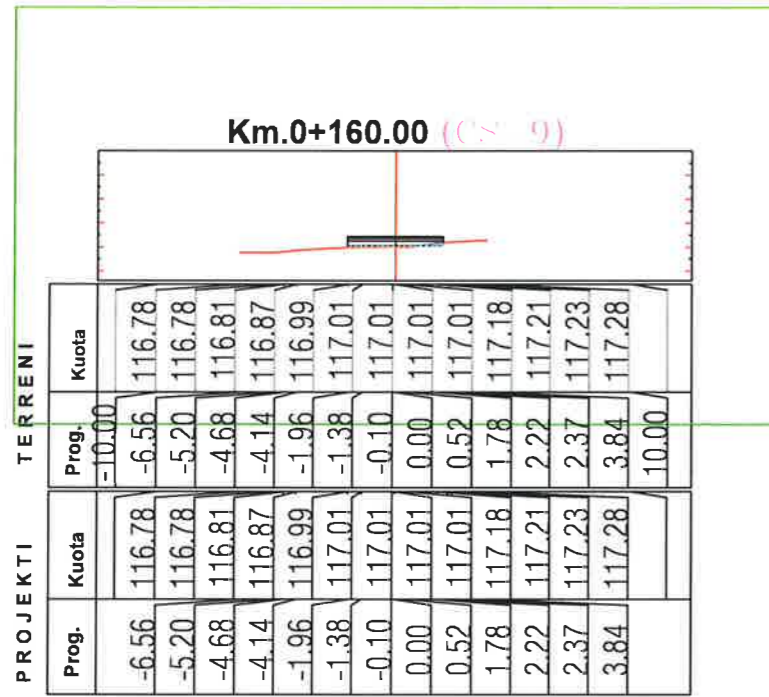 Km.0+160.00 (CS 9)
TERRENI
Kuota 116.78 116.78 116.81 116.87 116.99 117.01 117.01 117.01 117.01 117.18 117.21 117.23 117.28
Prog. -10.00 -6.56 -5.20 -4.68 -4.14 -1.96 -1.38 -0.10 0.00 0.52 1.78 2.22 2.37 3.84 10.00
PROJEKTI
Kuota 116.78 116.78 116.81 116.87 116.99 117.01 117.01 117.01 117.01 117.18 117.21 117.23 117.28
Prog. -6.56 -5.20 -4.68 -4.14 -1.96 -1.38 -0.10 0.00 0.52 1.78 2.22 2.37 3.84